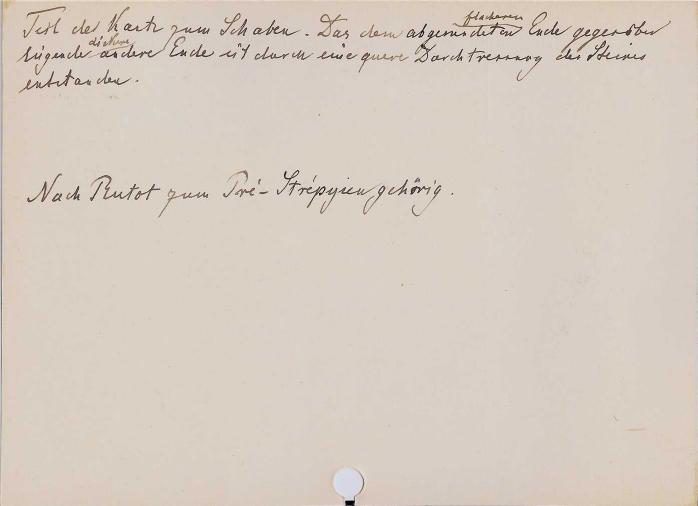 Teil der Kante zum Schaben. Das dem abgerundeten flacheren Ende gegenüber
liegende dickere andere Ende ist durch eine quere Durchtrennung des Steines
entstanden.
Nach Rutot zum Pré-Strépyien gehörig.